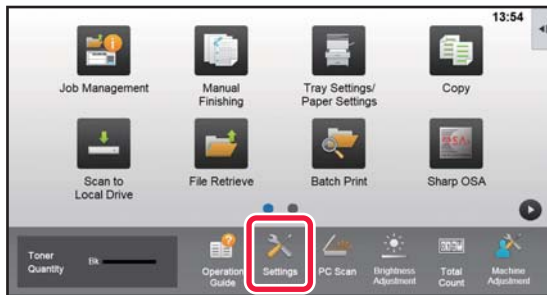 13:54
Job Management
Manual
Finishing
Tray Settings/
Paper Settings
Copy
Scan to
Local Drive
File Retrieve
Batch Print
Sharp OSA
Toner
Quantity
Bk
Operation
Guide
Settings
PC Scan
Brightness
Adjustment
Total
Count
Machine
Adjustment